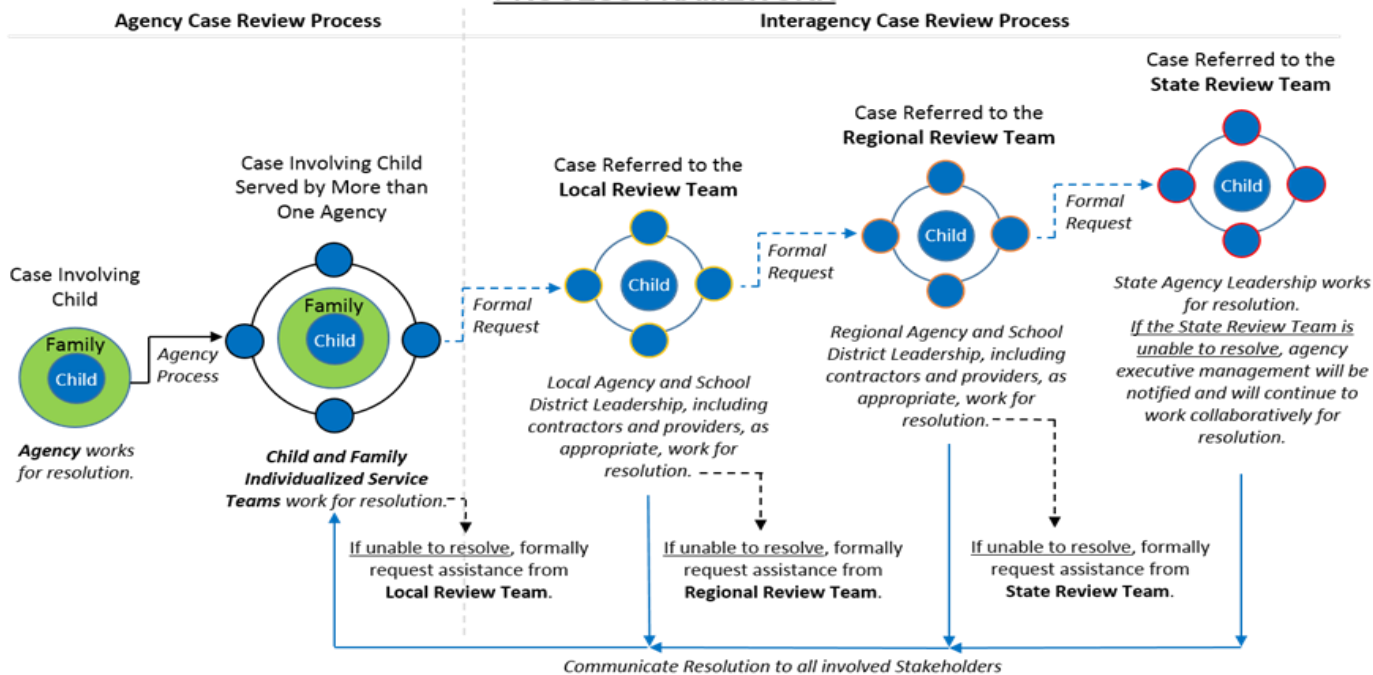 Agency Case Review Process
Interagency Case Review Process
Case Involving
Child
Family
Child
Agency works
for resolution.
Agency
Process
Case Involving Child
Served by More than
One Agency
Family
Child
Child and Family
Individualized Service
Teams work for resolution.
If unable to resolve, formally
request assistance from
Local Review Team.
Formal
Request
Case Referred to the
Local Review Team
Child
Local Agency and School
District Leadership, including
contractors and providers, as
appropriate, work for
resolution.
If unable to resolve, formally
request assistance from
Regional Review Team.
Formal
Request
Case Referred to the
Regional Review Team
Child
Regional Agency and School
District Leadership, including
contractors and providers, as
appropriate, work for
resolution.
If unable to resolve, formally
request assistance from
State Review Team.
Formal
Request
Case Referred to the
State Review Team
Child
State Agency Leadership works
for resolution.
If the State Review Team is
unable to resolve, agency
executive management will be
notified and will continue to
work collaboratively for
resolution.
Communicate Resolution to all involved Stakeholders